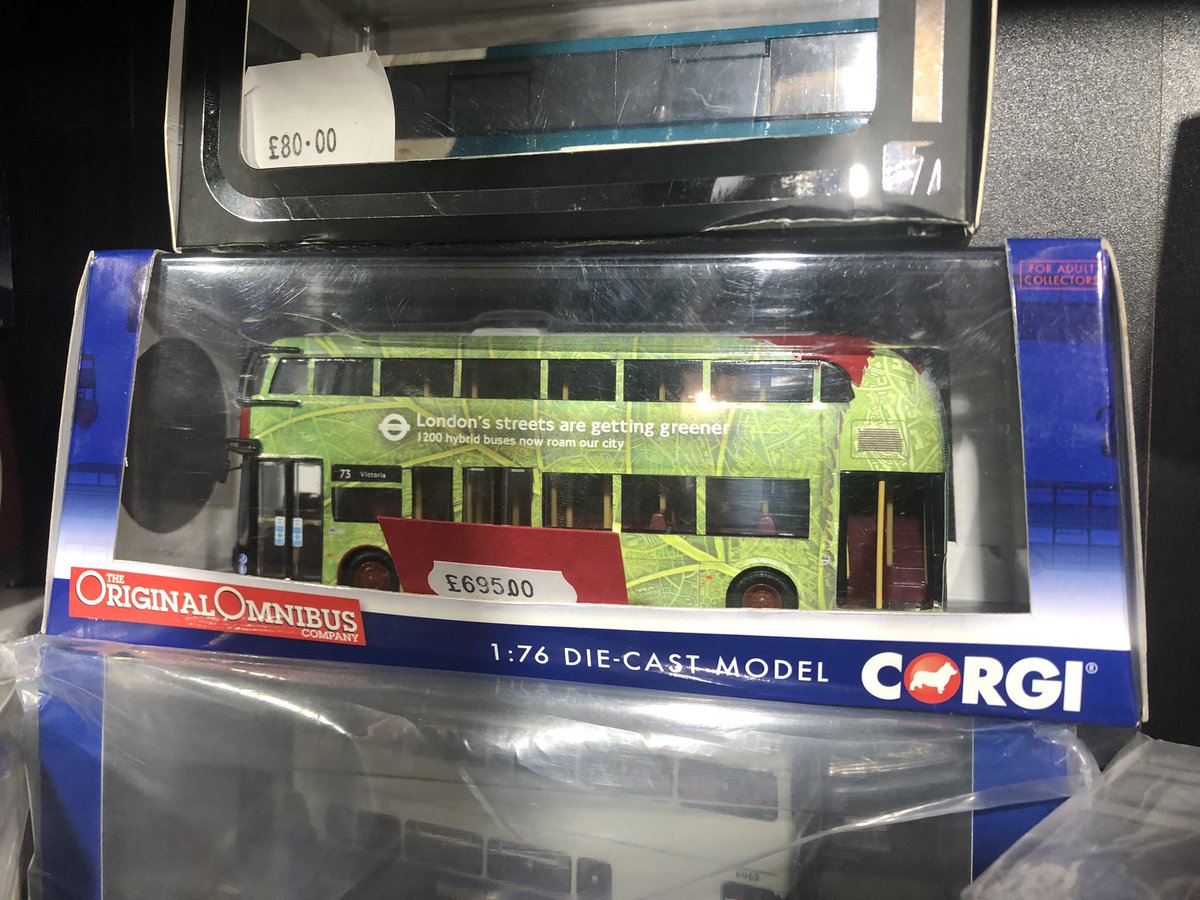 £80.00
FOR ADULT
COLLECTORS
London's streets are getting greener
1200 hybrid buses now roam our city
73 Victoria
£695.00
THE
ORIGINAL OMNIBUS
COMPANY
1:76 DIE-CAST MODEL
CORGI®
6962